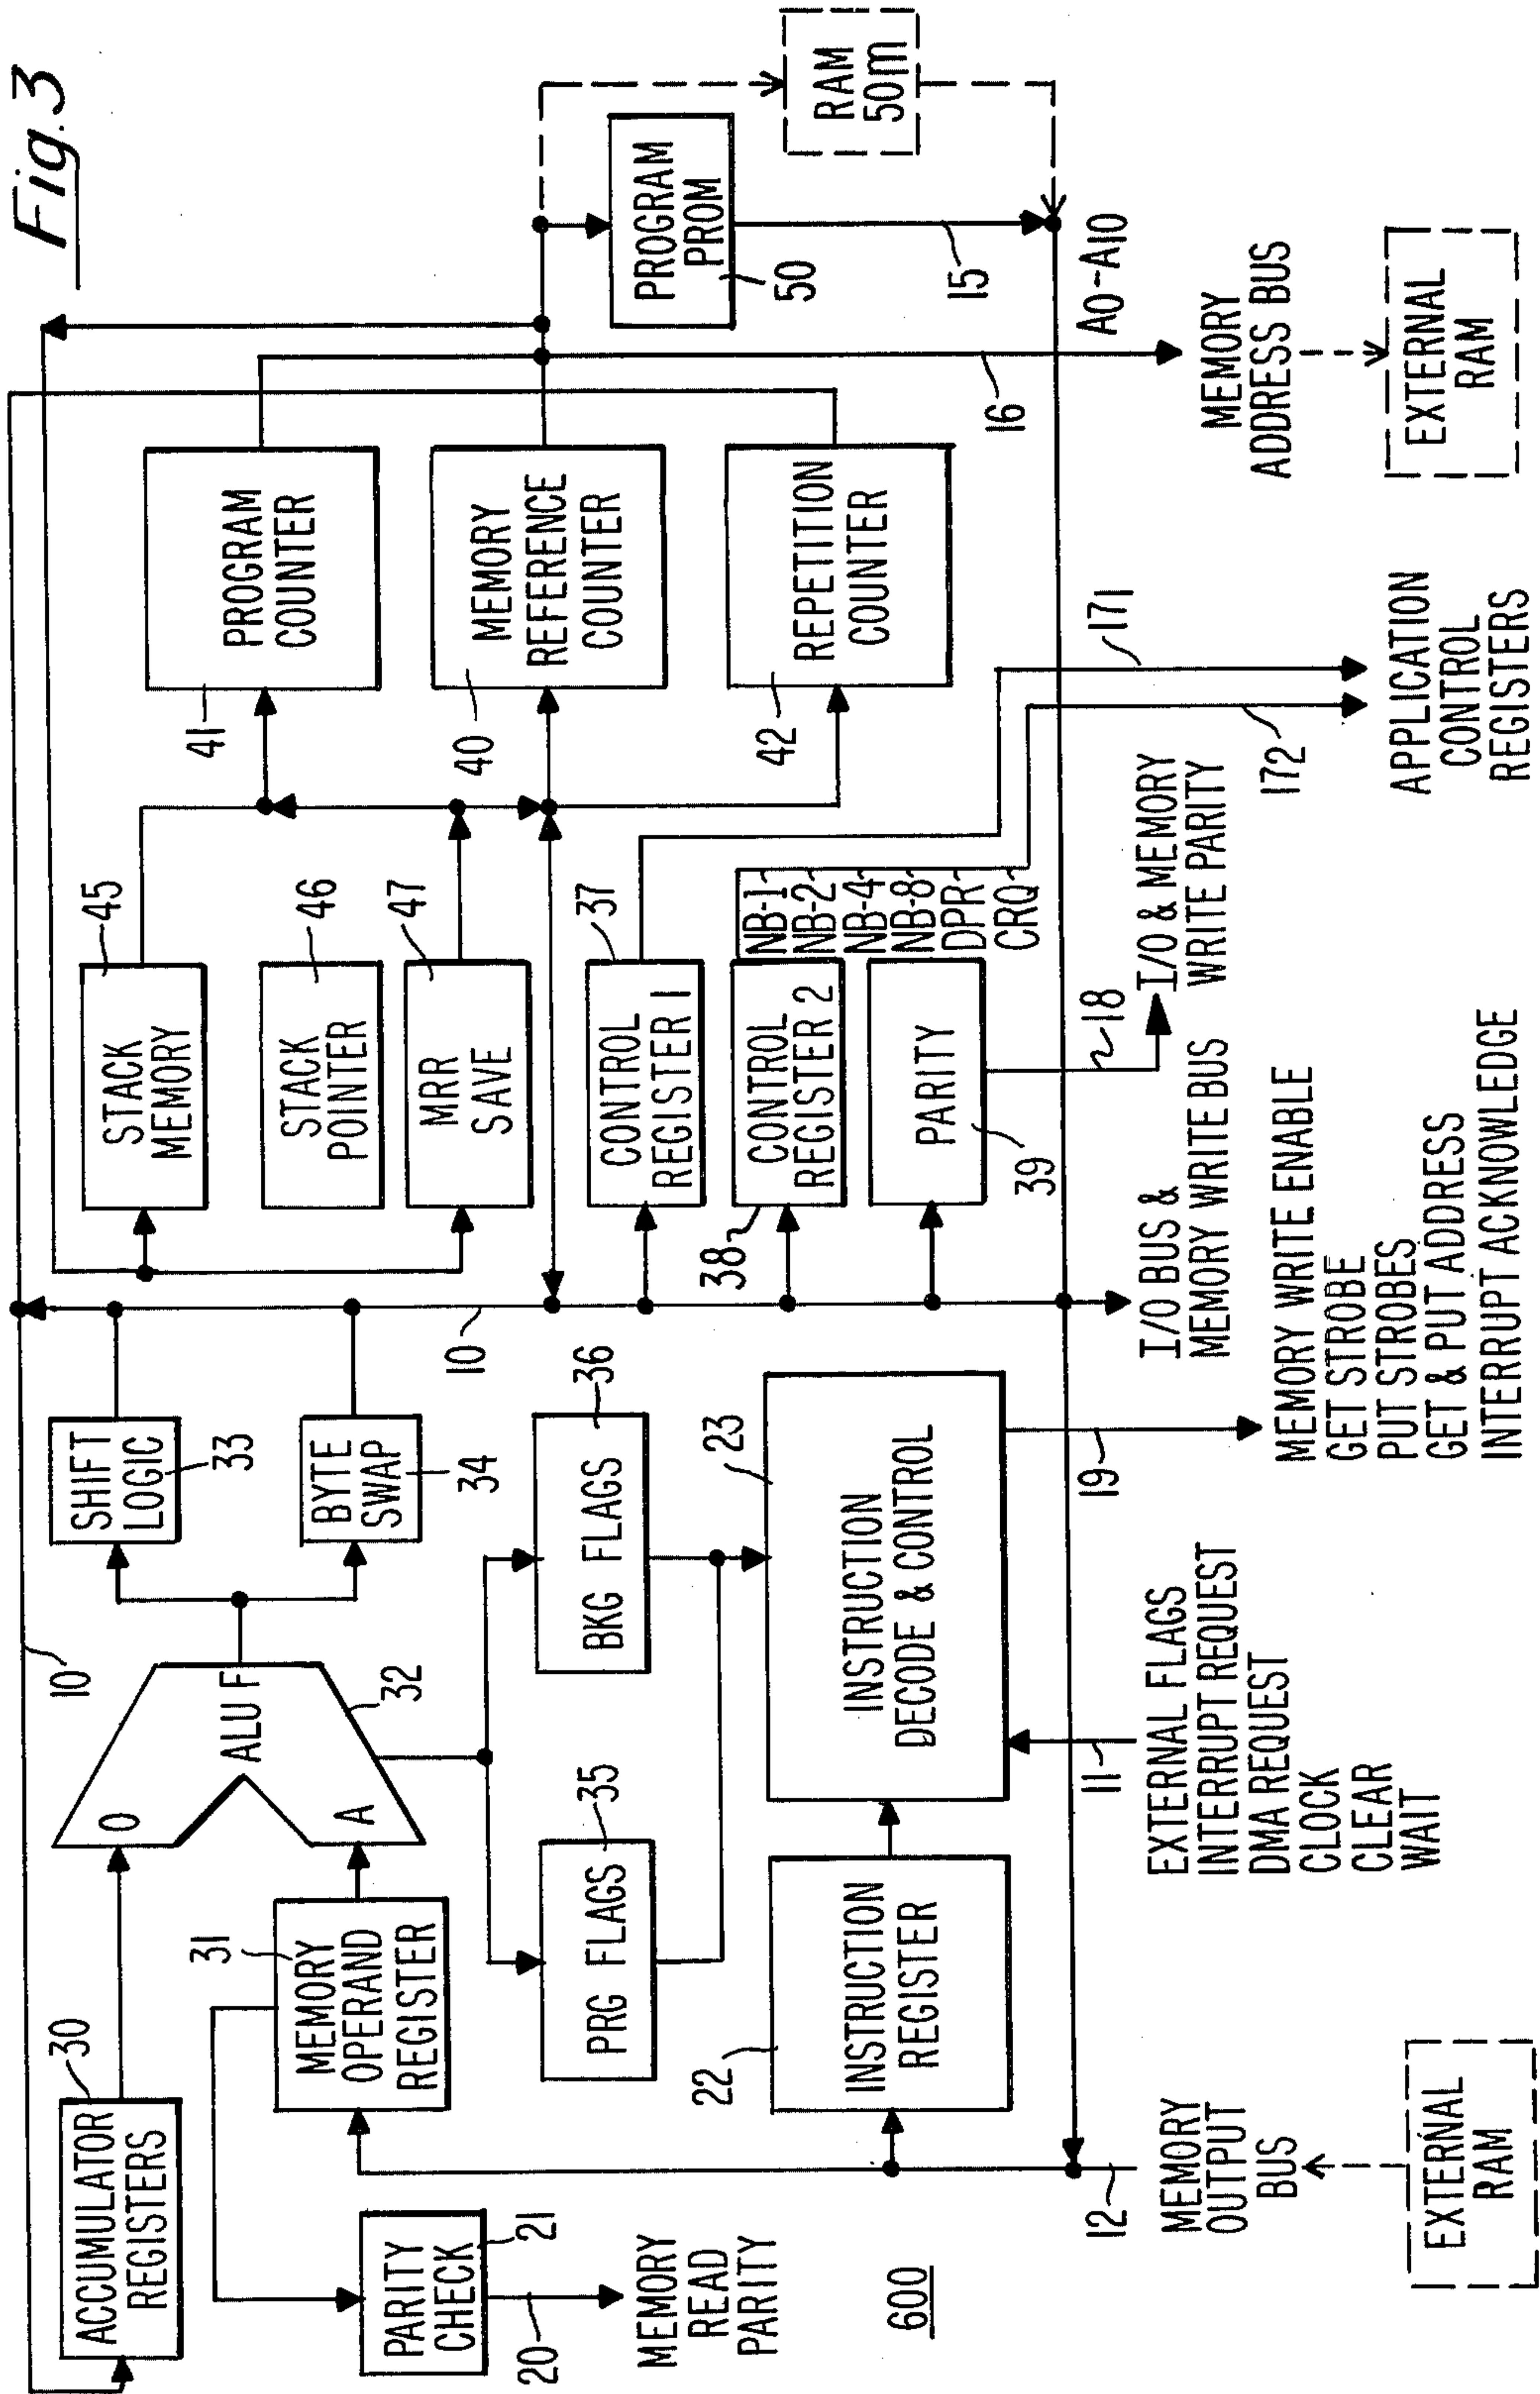 Fig. 3
ACCUMULATOR
REGISTERS
30
10
SHIFT
LOGIC
33
BYTE
SWAP
34
O
ALU F
A
32
MEMORY
OPERAND
REGISTER
31
PARITY
CHECK
21
20
MEMORY
READ
PARITY
PRG FLAGS
35
BKG FLAGS
36
INSTRUCTION
REGISTER
22
INSTRUCTION
DECODE & CONTROL
23
600
12
MEMORY
OUTPUT
BUS
EXTERNAL
RAM
11
EXTERNAL FLAGS
INTERRUPT REQUEST
DMA REQUEST
CLOCK
CLEAR
WAIT
19
MEMORY WRITE ENABLE
GET STROBE
PUT STROBES
GET & PUT ADDRESS
INTERRUPT ACKNOWLEDGE
10
I/O BUS &
MEMORY WRITE BUS
STACK
MEMORY
45
STACK
POINTER
46
MRR
SAVE
47
CONTROL
REGISTER 1
37
CONTROL
REGISTER 2
38
NB-1
NB-2
NB-4
NB-8
DPR
CRQ
PARITY
39
18
I/O & MEMORY
WRITE PARITY
PROGRAM
COUNTER
41
MEMORY
REFERENCE
COUNTER
40
REPETITION
COUNTER
42
171
172
APPLICATION
CONTROL
REGISTERS
PROGRAM
PROM
50
RAM
50m
15
16
A0-A10
MEMORY
ADDRESS BUS
EXTERNAL
RAM